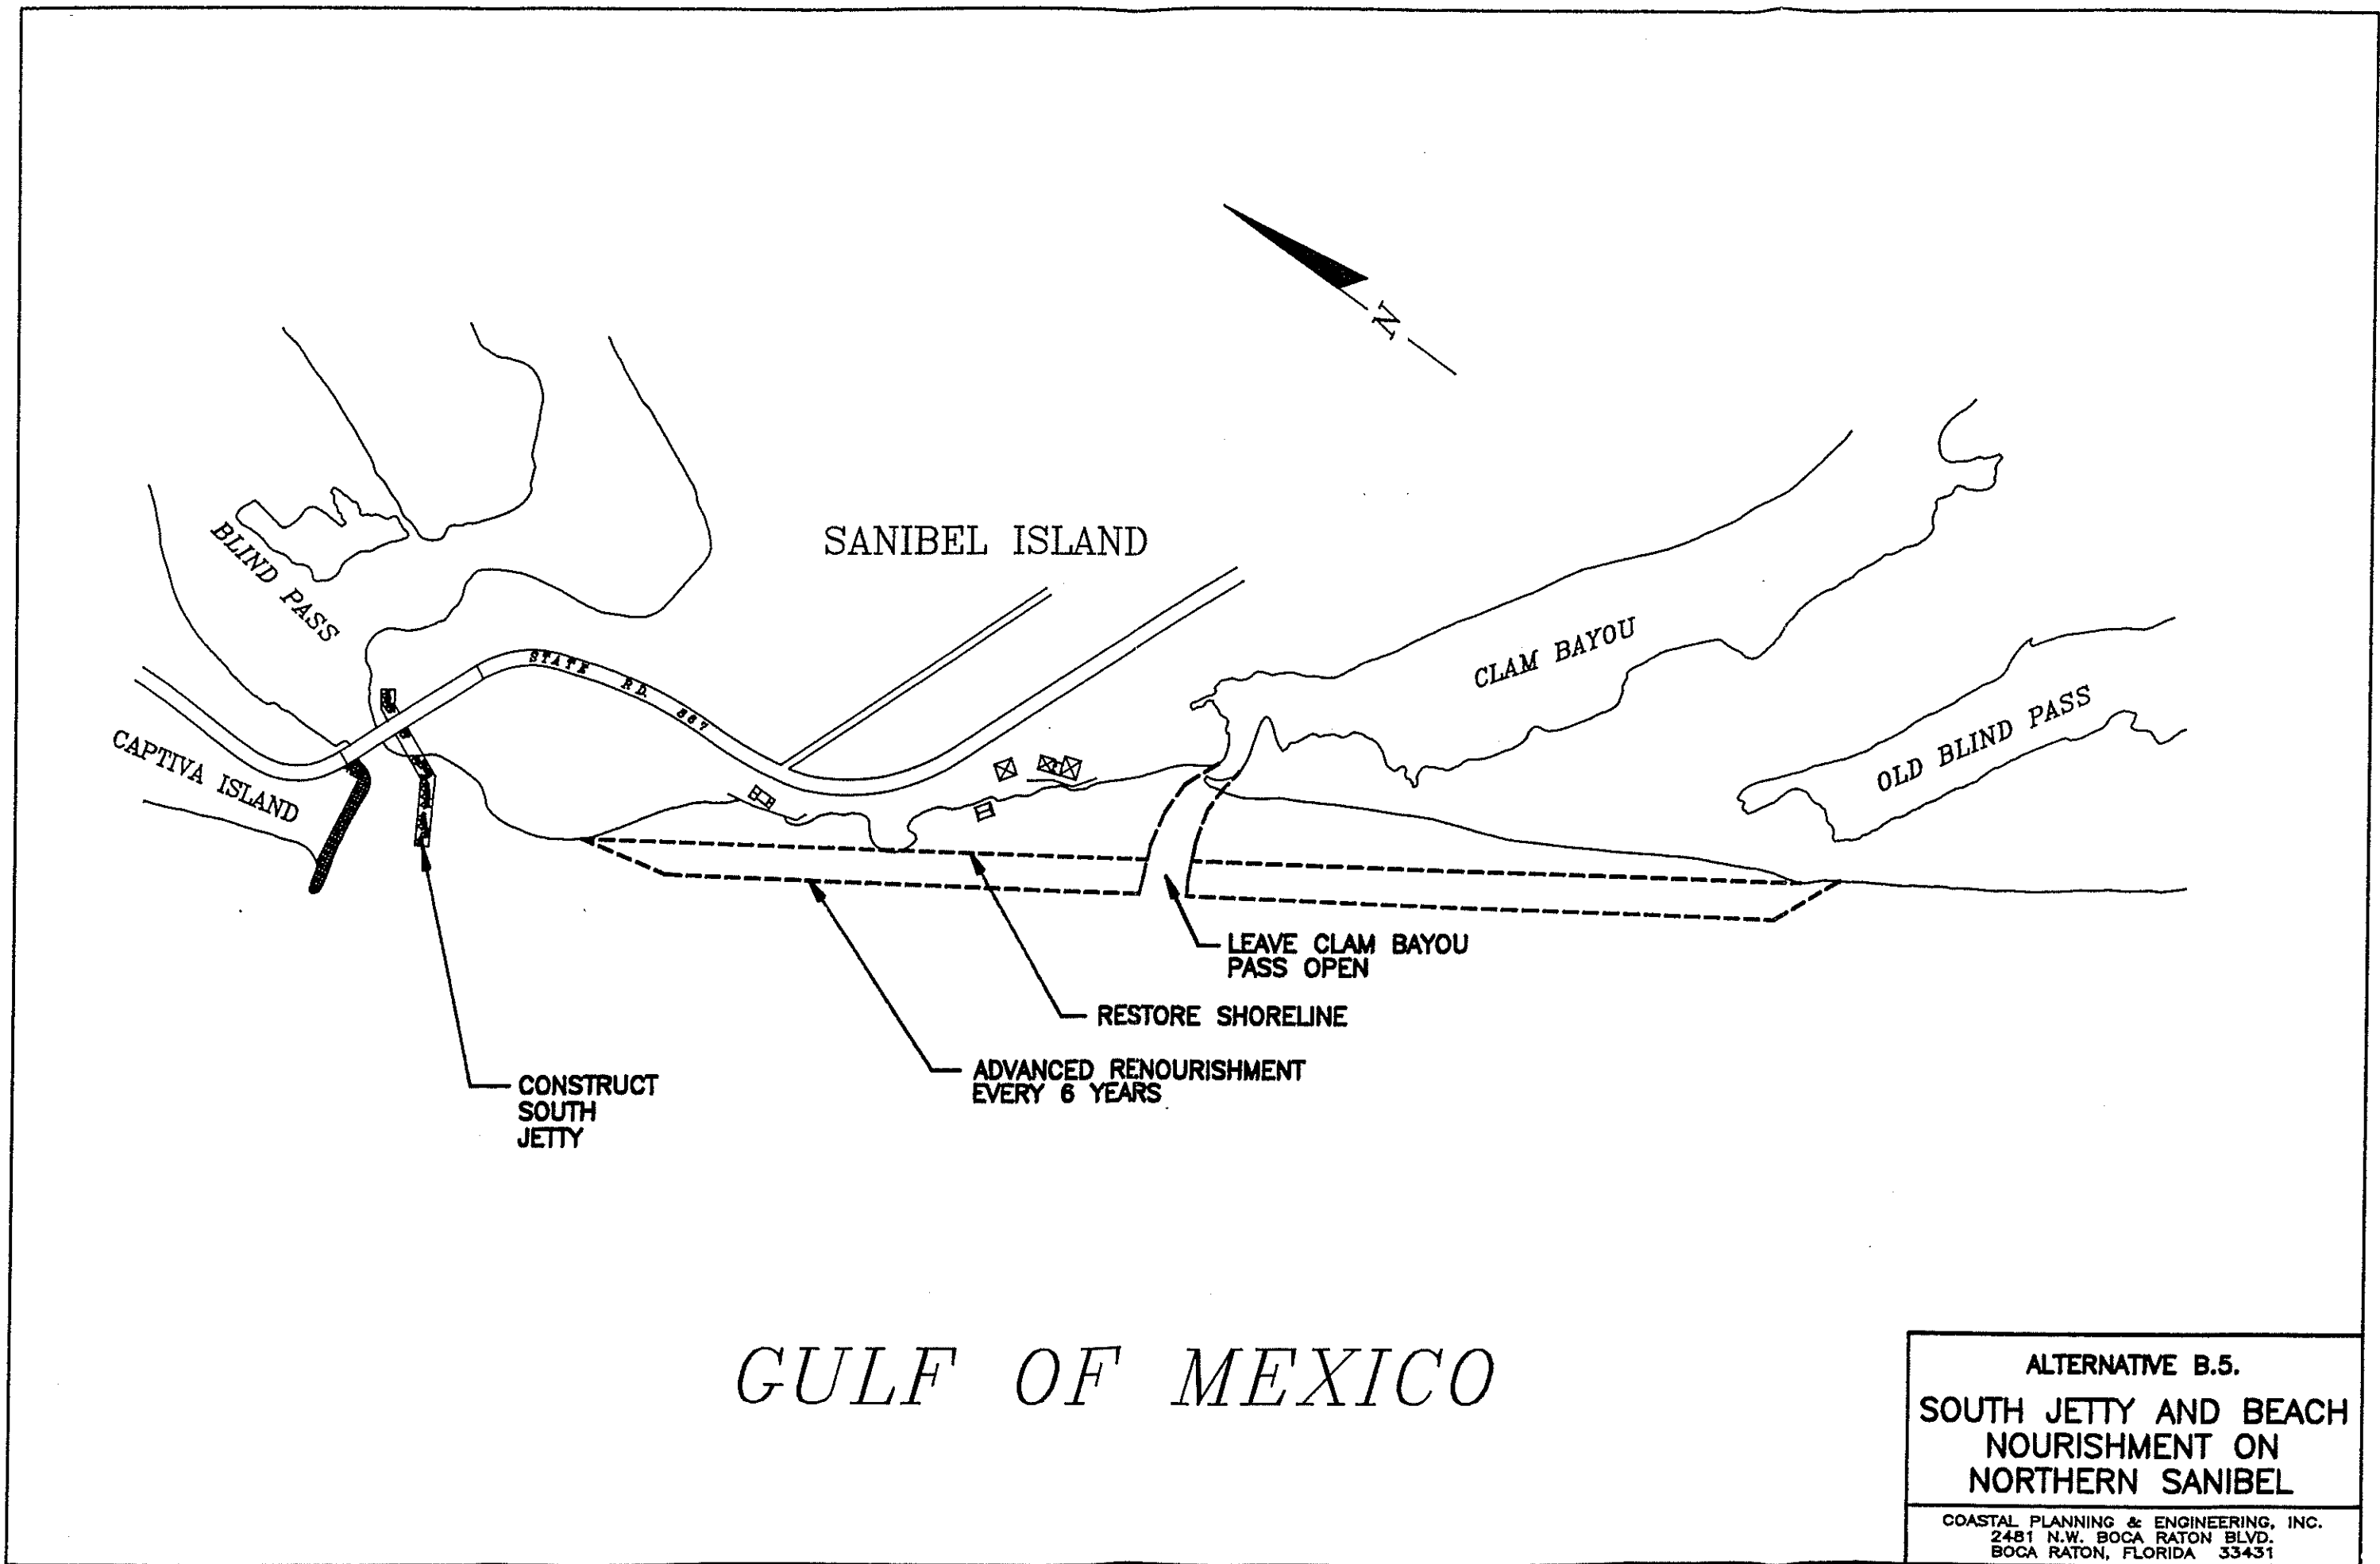 N
SANIBEL ISLAND
BLIND PASS
STATE RD. 867
CLAM BAYOU
OLD BLIND PASS
CAPTIVA ISLAND
LEAVE CLAM BAYOU
PASS OPEN
RESTORE SHORELINE
ADVANCED RENOURISHMENT
EVERY 6 YEARS
CONSTRUCT
SOUTH
JETTY
GULF OF MEXICO
ALTERNATIVE B.5.
SOUTH JETTY AND BEACH
NOURISHMENT ON
NORTHERN SANIBEL
COASTAL PLANNING & ENGINEERING, INC.
2481 N.W. BOCA RATON BLVD.
BOCA RATON, FLORIDA 33431